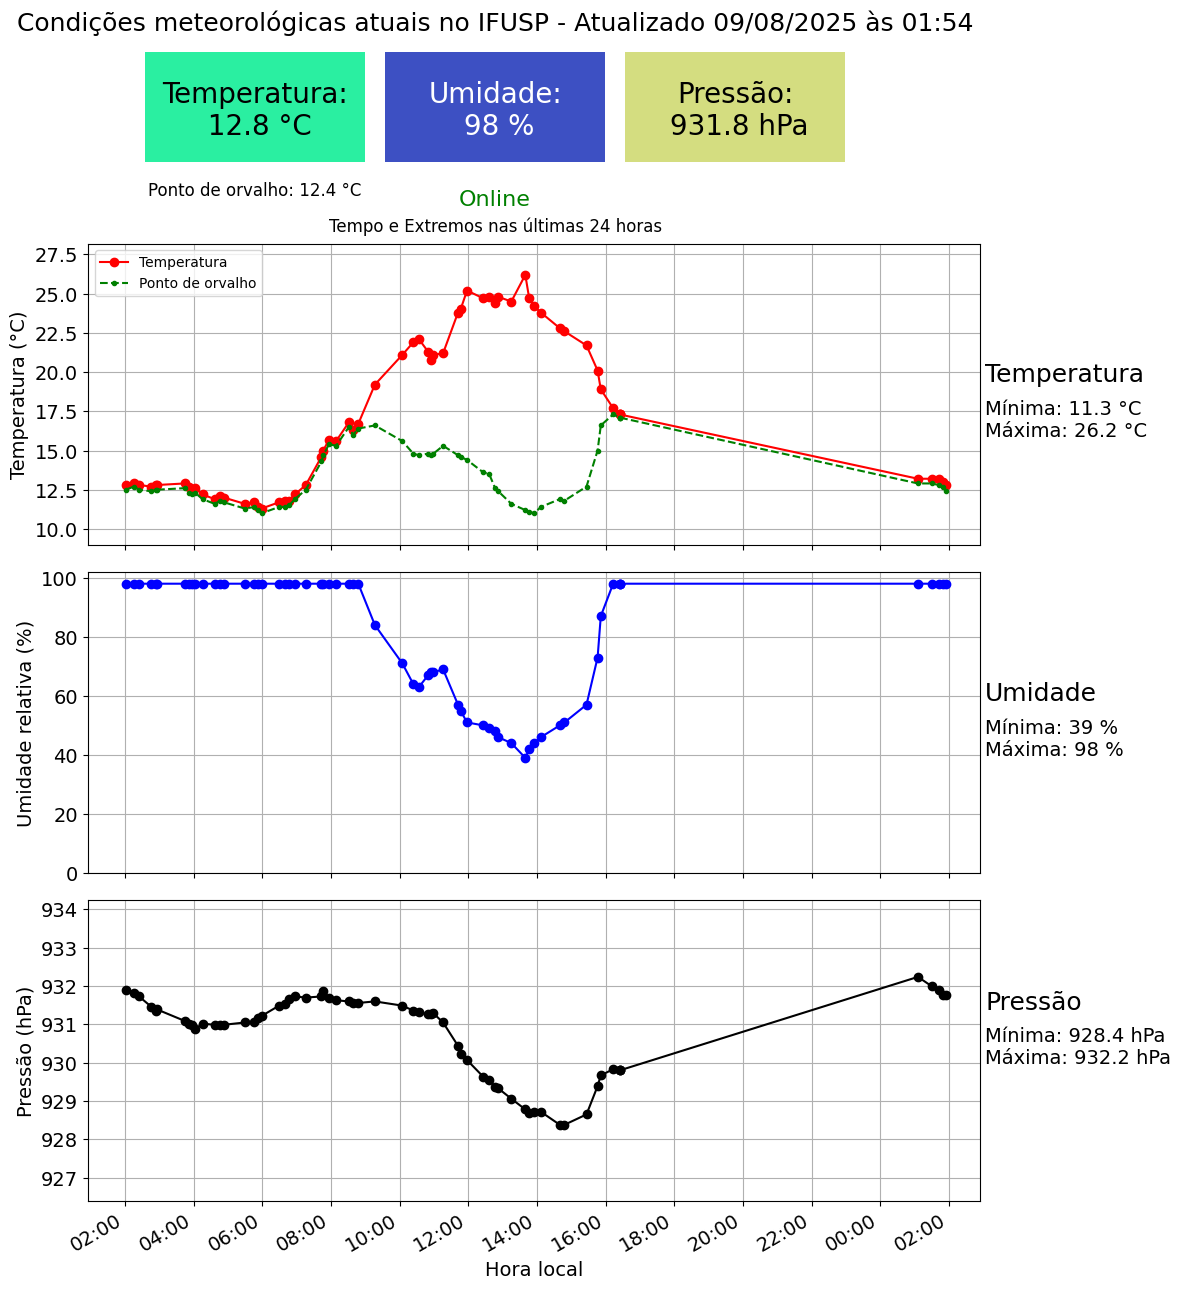 Condições meteorológicas atuais no IFUSP - Atualizado 09/08/2025 às 01:54
Temperatura:
12.8 °C
Umidade:
98 %
Pressão:
931.8 hPa
Ponto de orvalho: 12.4 °C
Online
Tempo e Extremos nas últimas 24 horas
Temperatura (°C)
27.5
25.0
22.5
20.0
17.5
15.0
12.5
10.0
Temperatura
Ponto de orvalho
Temperatura
Mínima: 11.3 °C
Máxima: 26.2 °C
Umidade relativa (%)
100
80
60
40
20
0
Umidade
Mínima: 39 %
Máxima: 98 %
Pressão (hPa)
934
933
932
931
930
929
928
927
Pressão
Mínima: 928.4 hPa
Máxima: 932.2 hPa
02:00
04:00
06:00
08:00
10:00
12:00
14:00
16:00
18:00
20:00
22:00
00:00
02:00
Hora local